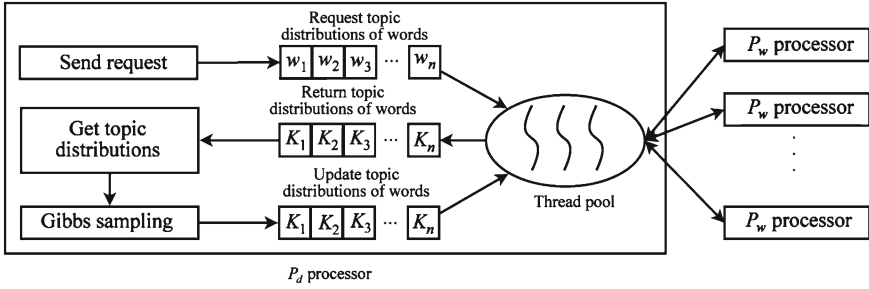 Request topic
distributions of words
Send request
w1 w2 w3 ... wn
Return topic
distributions of words
Get topic
distributions
K1 K2 K3 ... Kn
Update topic
distributions of words
Gibbs sampling
K1 K2 K3 ... Kn
Thread pool
Pd processor
Pw processor
Pw processor
Pw processor